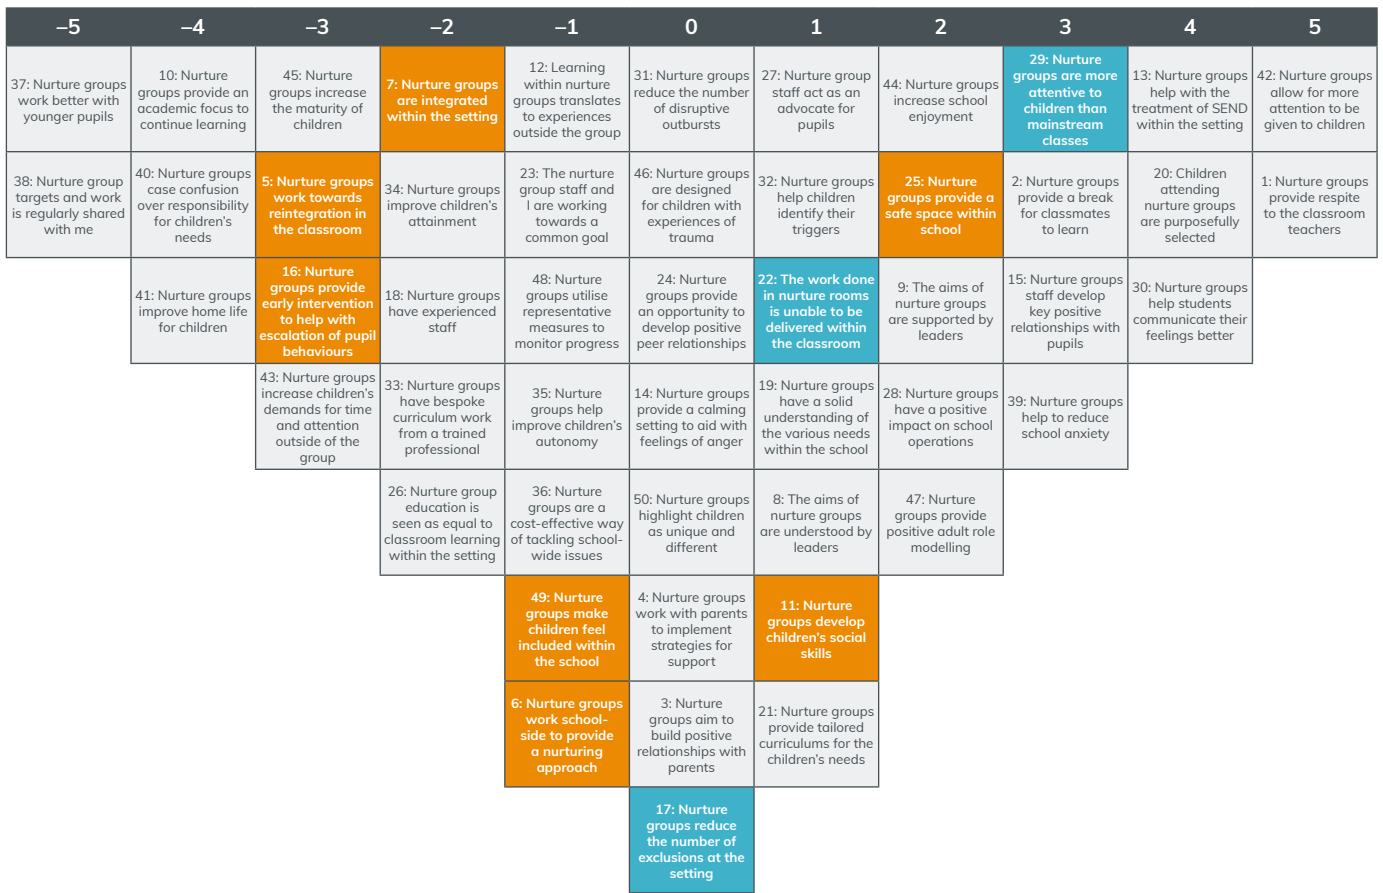 –5 –4 –3 –2 –1 0 1 2 3 4 5
37: Nurture groups
work better with
younger pupils
10: Nurture
groups provide an
academic focus to
continue learning
45: Nurture
groups increase
the maturity of
children
7: Nurture groups
are integrated
within the setting
12: Learning
within nurture
groups translates
to experiences
outside the group
31: Nurture groups
reduce the number
of disruptive
outbursts
27: Nurture group
staff act as an
advocate for
pupils
44: Nurture groups
increase school
enjoyment
29: Nurture
groups are more
attentive to
children than
mainstream
classes
13: Nurture groups
help with the
treatment of SEND
within the setting
42: Nurture groups
allow for more
attention to be
given to children
38: Nurture group
targets and work
is regularly shared
with me
40: Nurture groups
case confusion
over responsibility
for children's
needs
5: Nurture groups
work towards
reintegration in
the classroom
34: Nurture groups
improve children's
attainment
23: The nurture
group staff and
I are working
towards a
common goal
46: Nurture groups
are designed
for children with
experiences of
trauma
32: Nurture groups
help children
identify their
triggers
25: Nurture
groups provide a
safe space within
school
2: Nurture groups
provide a break
for classmates
to learn
20: Children
attending
nurture groups
are purposefully
selected
1: Nurture groups
provide respite
to the classroom
teachers
41: Nurture groups
improve home life
for children
16: Nurture
groups provide
early intervention
to help with
escalation of pupil
behaviours
18: Nurture groups
have experienced
staff
48: Nurture
groups utilise
representative
measures to
monitor progress
24: Nurture
groups provide
an opportunity to
develop positive
peer relationships
22: The work done
in nurture rooms
is unable to be
delivered within
the classroom
9: The aims of
nurture groups
are supported by
leaders
15: Nurture groups
staff develop
key positive
relationships with
pupils
30: Nurture groups
help students
communicate their
feelings better
43: Nurture groups
increase children's
demands for time
and attention
outside of the
group
33: Nurture groups
have bespoke
curriculum work
from a trained
professional
35: Nurture
groups help
improve children's
autonomy
14: Nurture groups
provide a calming
setting to aid with
feelings of anger
19: Nurture groups
have a solid
understanding of
the various needs
within the school
28: Nurture groups
have a positive
impact on school
operations
39: Nurture groups
help to reduce
school anxiety
26: Nurture group
education is
seen as equal to
classroom learning
within the setting
36: Nurture
groups are a
cost-effective way
of tackling school-
wide issues
50: Nurture groups
highlight children
as unique and
different
8: The aims of
nurture groups
are understood by
leaders
47: Nurture
groups provide
positive adult role
modelling
49: Nurture
groups make
children feel
included within
the school
4: Nurture groups
work with parents
to implement
strategies for
support
11: Nurture
groups develop
children's social
skills
6: Nurture groups
work school-
side to provide
a nurturing
approach
3: Nurture
groups aim to
build positive
relationships with
parents
21: Nurture groups
provide tailored
curriculums for the
children's needs
17: Nurture
groups reduce
the number of
exclusions at the
setting